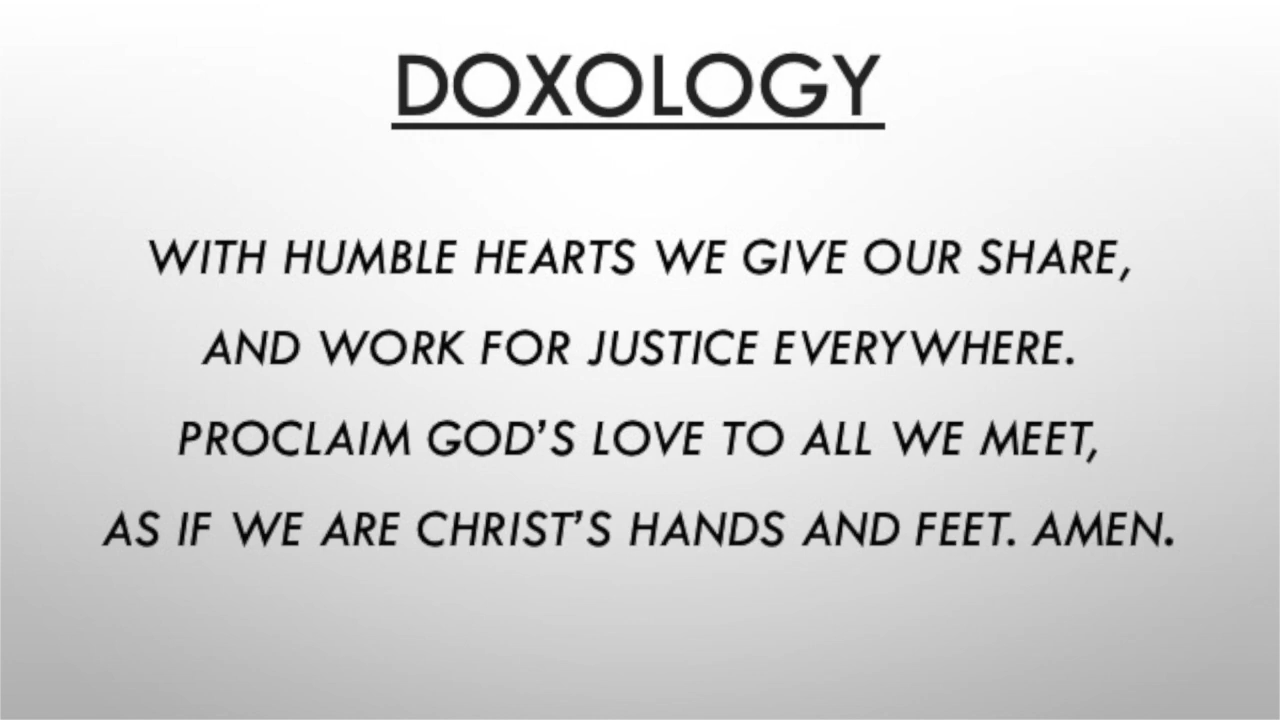 DOXOLOGY
WITH HUMBLE HEARTS WE GIVE OUR SHARE,
AND WORK FOR JUSTICE EVERYWHERE.
PROCLAIM GOD’S LOVE TO ALL WE MEET,
AS IF WE ARE CHRIST’S HANDS AND FEET. AMEN.